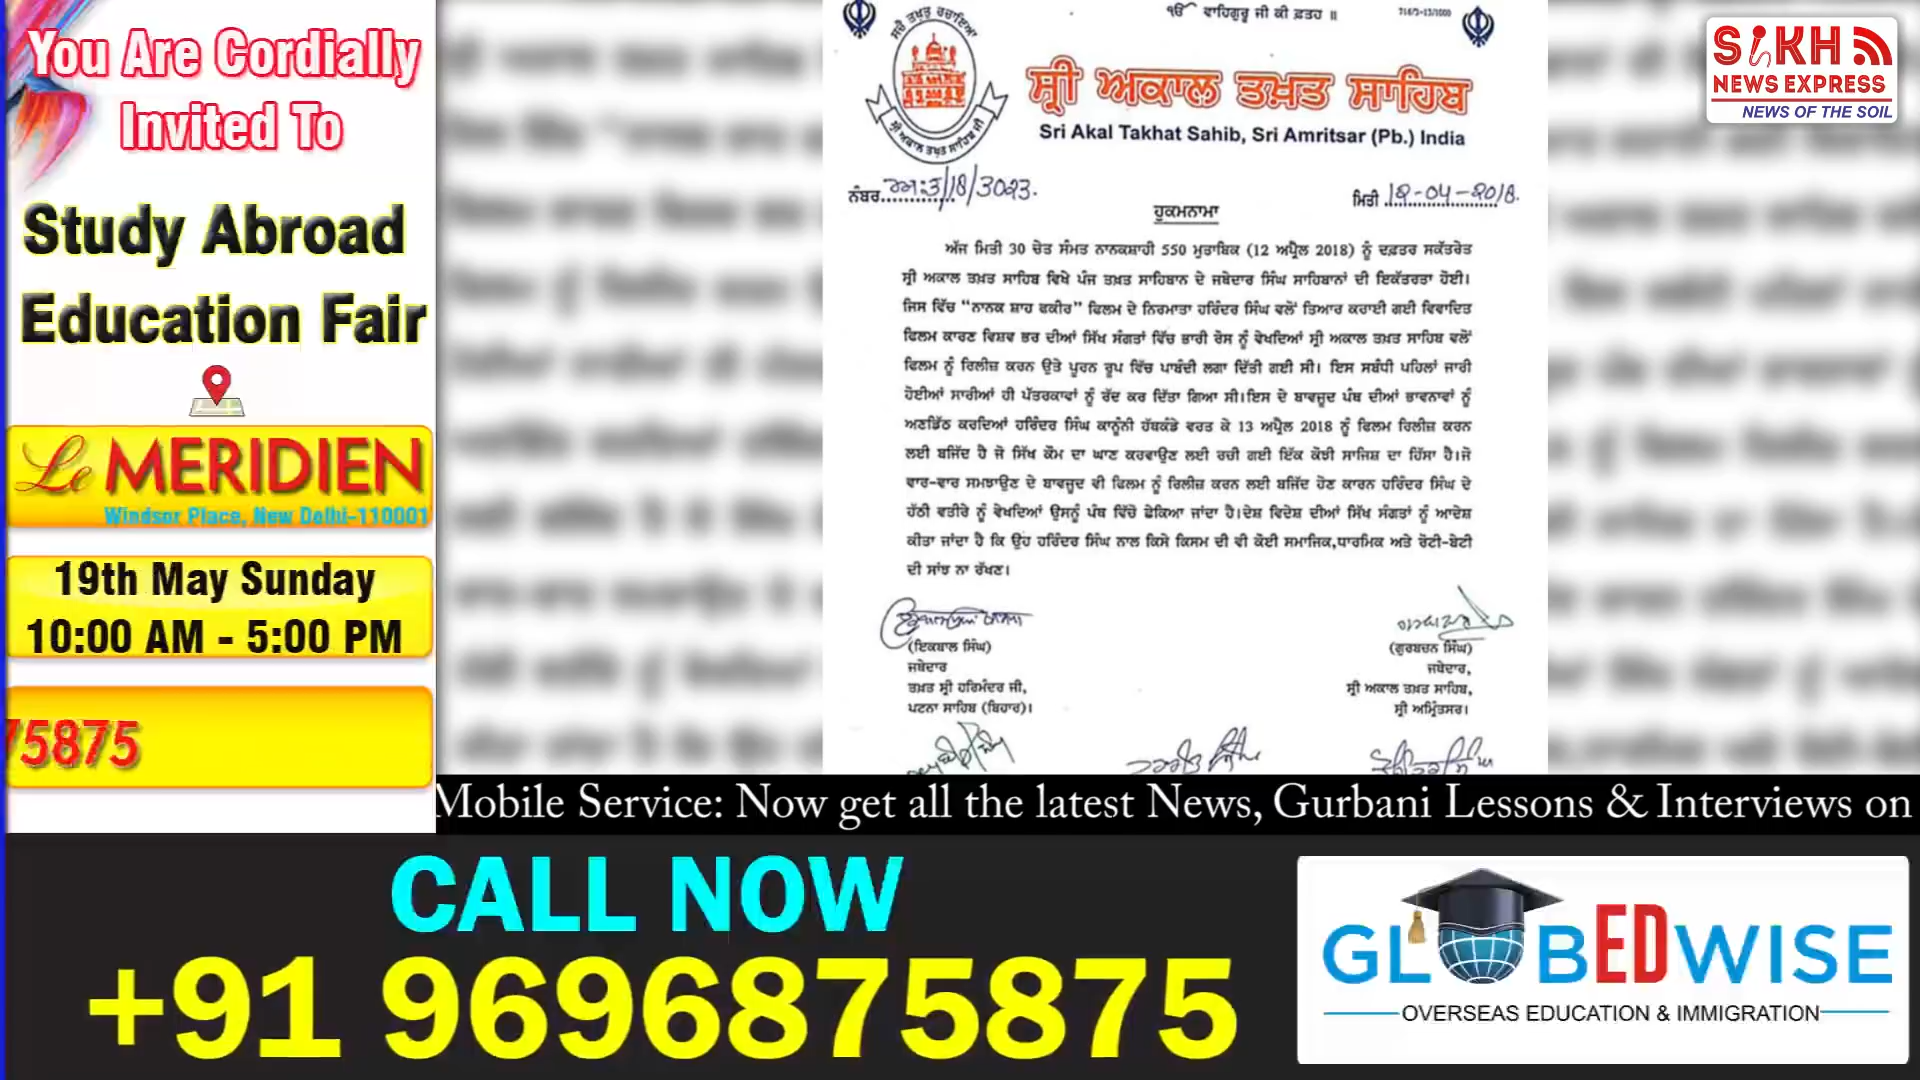 You Are Cordially
Invited To
Study Abroad
Education Fair
Le MERIDIEN
Windsor Place, New Delhi-110001
19th May Sunday
10:00 AM - 5:00 PM
75875
ੴ ਵਾਹਿਗੁਰੂ ਜੀ ਕੀ ਫ਼ਤਹ ॥
ਸ੍ਰੀ ਅਕਾਲ ਤਖ਼ਤ ਸਾਹਿਬ
Sri Akal Takhat Sahib, Sri Amritsar (Pb.) India
ਨੰਬਰ ਅਃਤ/18/3023.
ਮਿਤੀ 12-04-2018.
ਹੁਕਮਨਾਮਾ
ਅੱਜ ਮਿਤੀ 30 ਚੇਤ ਸੰਮਤ ਨਾਨਕਸ਼ਾਹੀ 550 ਮੁਤਾਬਿਕ (12 ਅਪ੍ਰੈਲ 2018) ਨੂੰ ਦਫ਼ਤਰ ਸਕੱਤਰੇਤ
ਸ੍ਰੀ ਅਕਾਲ ਤਖ਼ਤ ਸਾਹਿਬ ਵਿਖੇ ਪੰਜ ਤਖ਼ਤ ਸਾਹਿਬਾਨ ਦੇ ਜਥੇਦਾਰ ਸਿੰਘ ਸਾਹਿਬਾਨਾਂ ਦੀ ਇਕੱਤਰਤਾ ਹੋਈ।
ਜਿਸ ਵਿੱਚ "ਨਾਨਕ ਸ਼ਾਹ ਫਕੀਰ" ਫਿਲਮ ਦੇ ਨਿਰਮਾਤਾ ਹਰਿੰਦਰ ਸਿੰਘ ਵਲੋਂ ਤਿਆਰ ਕਰਾਈ ਗਈ ਵਿਵਾਦਿਤ
ਫਿਲਮ ਕਾਰਣ ਵਿਸ਼ਵ ਭਰ ਦੀਆਂ ਸਿੱਖ ਸੰਗਤਾਂ ਵਿੱਚ ਭਾਰੀ ਰੋਸ ਨੂੰ ਵੇਖਦਿਆਂ ਸ੍ਰੀ ਅਕਾਲ ਤਖ਼ਤ ਸਾਹਿਬ ਵਲੋਂ
ਫਿਲਮ ਨੂੰ ਰਿਲੀਜ਼ ਕਰਨ ਉਤੇ ਪੂਰਨ ਰੂਪ ਵਿੱਚ ਪਾਬੰਦੀ ਲਗਾ ਦਿੱਤੀ ਗਈ ਸੀ। ਇਸ ਸਬੰਧੀ ਪਹਿਲਾਂ ਜਾਰੀ
ਹੋਈਆਂ ਸਾਰੀਆਂ ਹੀ ਪੱਤਰਕਾਵਾਂ ਨੂੰ ਰੱਦ ਕਰ ਦਿੱਤਾ ਗਿਆ ਸੀ।ਇਸ ਦੇ ਬਾਵਜੂਦ ਪੰਥ ਦੀਆਂ ਭਾਵਨਾਵਾਂ ਨੂੰ
ਅਣਡਿੱਠ ਕਰਦਿਆਂ ਹਰਿੰਦਰ ਸਿੰਘ ਕਾਨੂੰਨੀ ਹੱਥਕੰਡੇ ਵਰਤ ਕੇ 13 ਅਪ੍ਰੈਲ 2018 ਨੂੰ ਫਿਲਮ ਰਿਲੀਜ਼ ਕਰਨ
ਲਈ ਬਜਿੱਦ ਹੈ ਜੋ ਸਿੱਖ ਕੌਮ ਦਾ ਘਾਣ ਕਰਵਾਉਣ ਲਈ ਰਚੀ ਗਈ ਇੱਕ ਕੋਝੀ ਸਾਜਿਸ਼ ਦਾ ਹਿੱਸਾ ਹੈ।ਜੋ
ਵਾਰ-ਵਾਰ ਸਮਝਾਉਣ ਦੇ ਬਾਵਜੂਦ ਵੀ ਫਿਲਮ ਨੂੰ ਰਿਲੀਜ਼ ਕਰਨ ਲਈ ਬਜਿੱਦ ਹੋਣ ਕਾਰਨ ਹਰਿੰਦਰ ਸਿੰਘ ਦੇ
ਹੱਠੀ ਵਤੀਰੇ ਨੂੰ ਵੇਖਦਿਆਂ ਉਸਨੂੰ ਪੰਥ ਵਿੱਚੋਂ ਛੇਕਿਆ ਜਾਂਦਾ ਹੈ।ਦੇਸ਼ ਵਿਦੇਸ਼ ਦੀਆਂ ਸਿੱਖ ਸੰਗਤਾਂ ਨੂੰ ਆਦੇਸ਼
ਕੀਤਾ ਜਾਂਦਾ ਹੈ ਕਿ ਉਹ ਹਰਿੰਦਰ ਸਿੰਘ ਨਾਲ ਕਿਸੇ ਕਿਸਮ ਦੀ ਵੀ ਕੋਈ ਸਮਾਜਿਕ,ਧਾਰਮਿਕ ਅਤੇ ਰੋਟੀ-ਬੇਟੀ
ਦੀ ਸਾਂਝ ਨਾ ਰੱਖਣ।
(ਇਕਬਾਲ ਸਿੰਘ)
ਜਥੇਦਾਰ
ਤਖ਼ਤ ਸ੍ਰੀ ਹਰਿਮੰਦਰ ਜੀ,
ਪਟਨਾ ਸਾਹਿਬ (ਬਿਹਾਰ)।
(ਗੁਰਬਚਨ ਸਿੰਘ)
ਜਥੇਦਾਰ,
ਸ੍ਰੀ ਅਕਾਲ ਤਖ਼ਤ ਸਾਹਿਬ,
ਸ੍ਰੀ ਅਮ੍ਰਿੰਤਸਰ।
SiKH
NEWS EXPRESS
NEWS OF THE SOIL
Mobile Service: Now get all the latest News, Gurbani Lessons & Interviews on
CALL NOW
+91 9696875875
GLOBEDWISE
OVERSEAS EDUCATION & IMMIGRATION